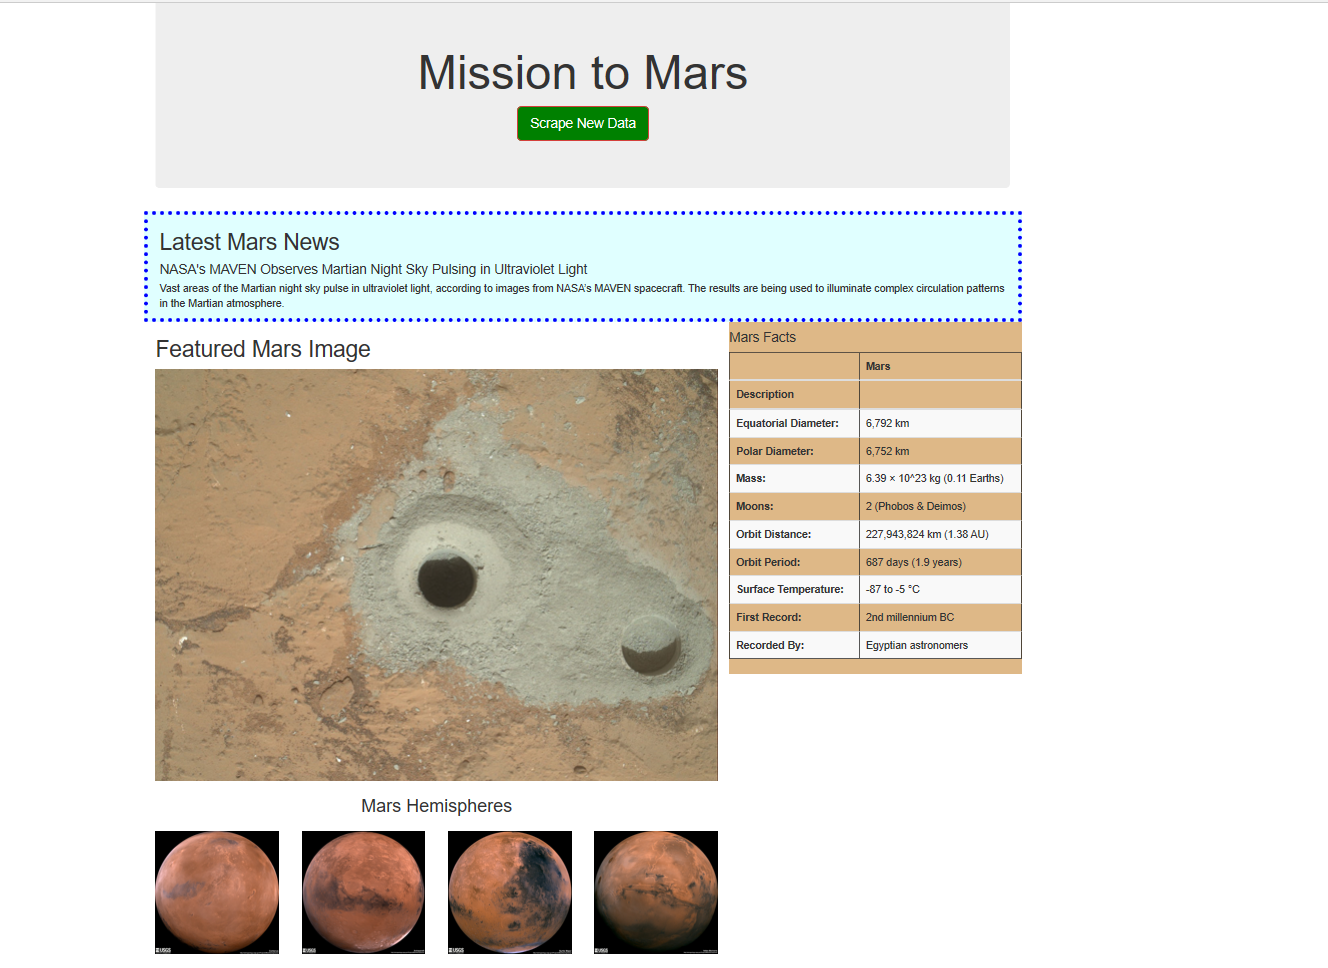 Mission to Mars
Scrape New Data
Latest Mars News
NASA's MAVEN Observes Martian Night Sky Pulsing in Ultraviolet Light
Vast areas of the Martian night sky pulse in ultraviolet light, according to images from NASA's MAVEN spacecraft. The results are being used to illuminate complex circulation patterns
in the Martian atmosphere.
Featured Mars Image
Mars Facts
Mars
Description
Equatorial Diameter: 6,792 km
Polar Diameter: 6,752 km
Mass: 6.39 × 10^23 kg (0.11 Earths)
Moons: 2 (Phobos & Deimos)
Orbit Distance: 227,943,824 km (1.38 AU)
Orbit Period: 687 days (1.9 years)
Surface Temperature: -87 to -5 °C
First Record: 2nd millennium BC
Recorded By: Egyptian astronomers
Mars Hemispheres
USGS
USGS
USGS
USGS